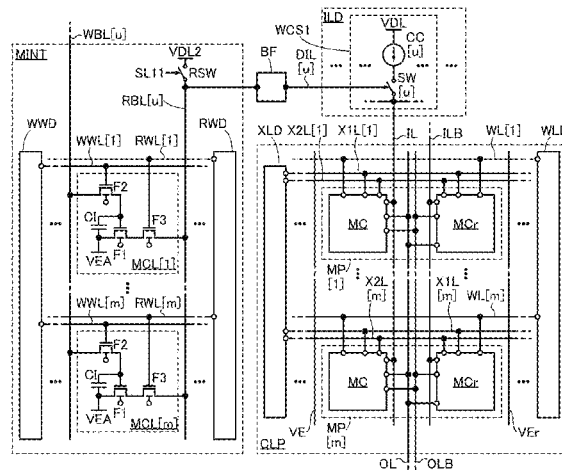 WBL[u]
MINT
VDL2
SL11
RSW
RBL[u]
BF
DIL
[u]
WCS1
ILD
VDL
CC
[u]
SW
[u]
WWD
WWL[1]
RWL[1]
RWD
XLD
X2L[1]
X1L[1]
IL
ILB
WL[1]
WLD
F2
CI
F3
F1
VEA
MCL[1]
MC
MCr
MP
[1]
WWL[m]
RWL[m]
X2L
[m]
X1L
[m]
WL[m]
F2
CI
F3
F1
VEA
MCL[m]
MC
MCr
VE
MP
[m]
VEr
CLP
OL
OLB